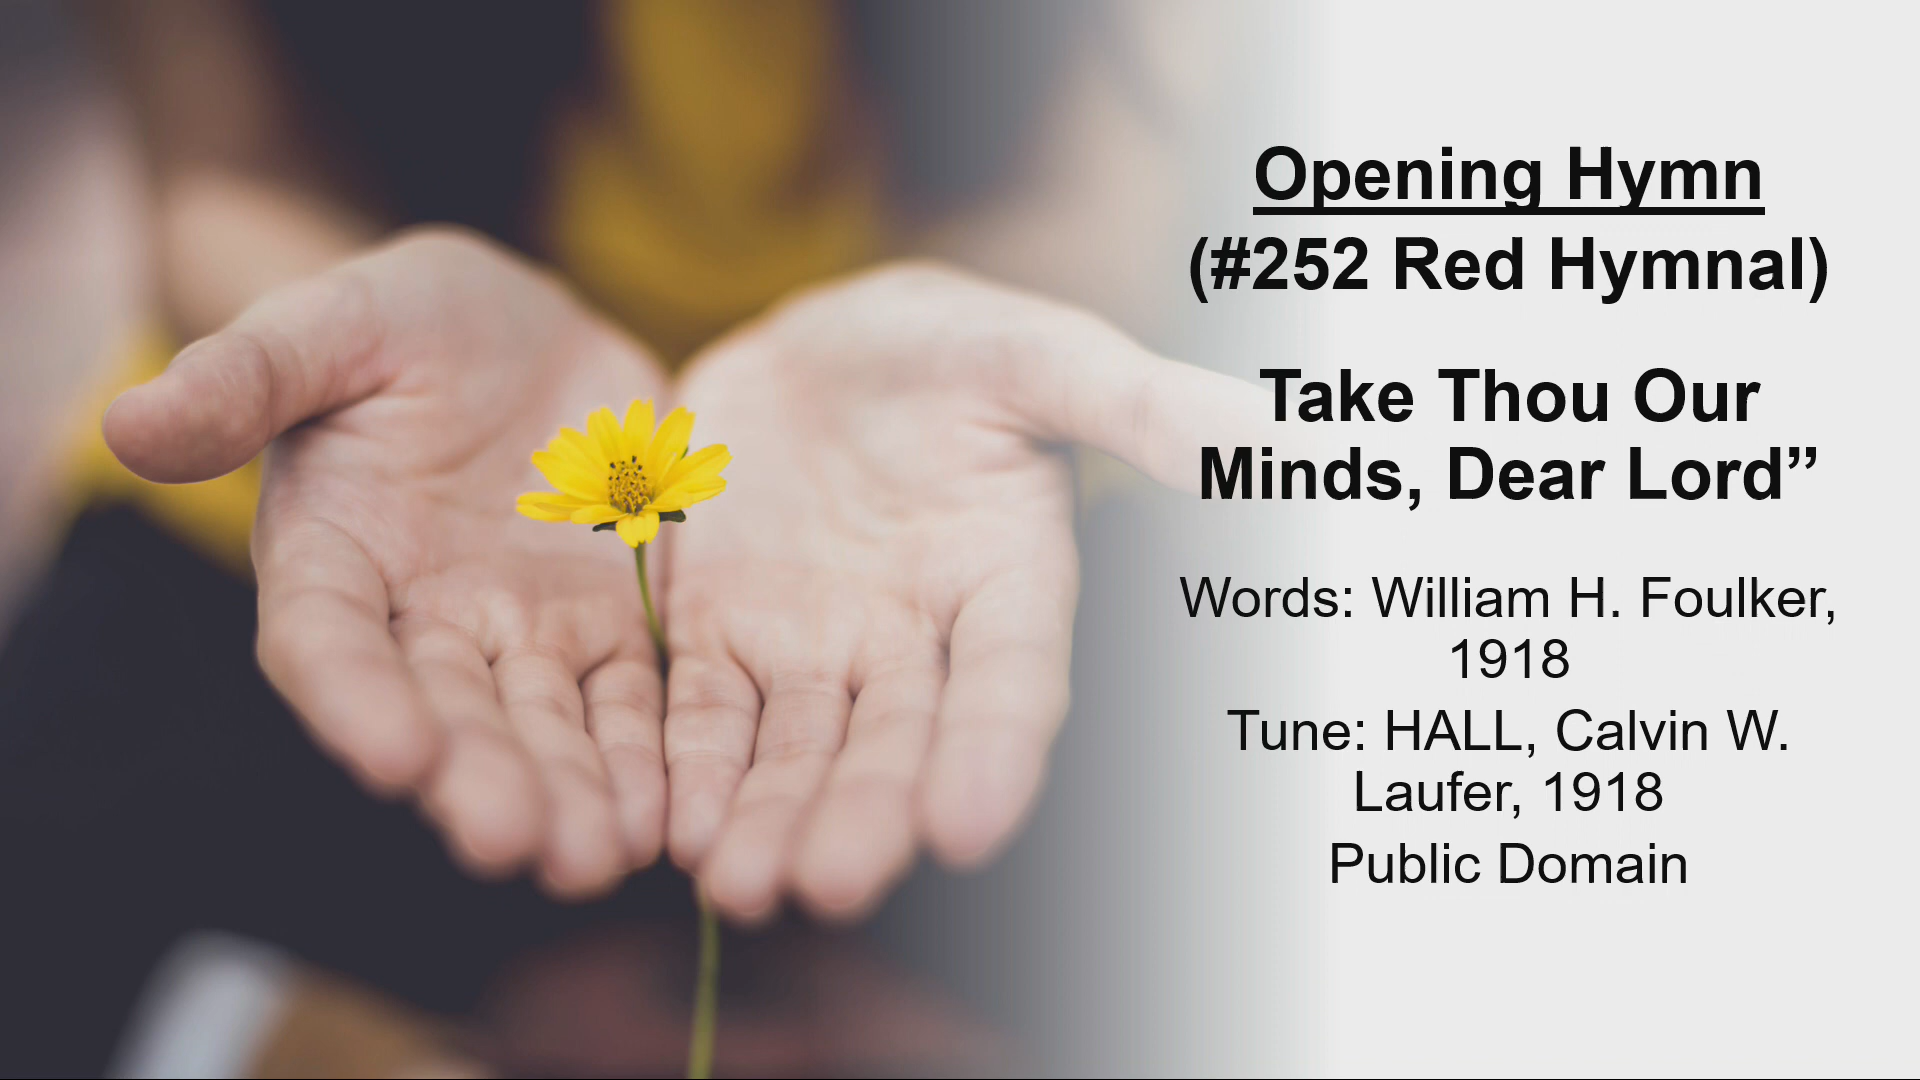 Opening Hymn
(#252 Red Hymnal)
Take Thou Our
Minds, Dear Lord”
Words: William H. Foulker,
1918
Tune: HALL, Calvin W.
Laufer, 1918
Public Domain